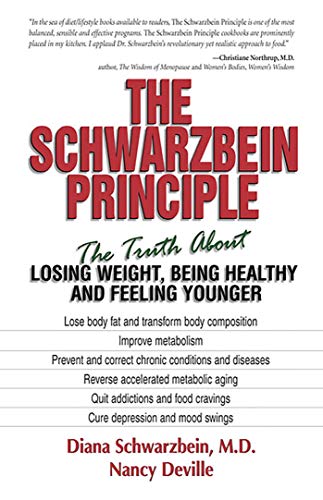 "In the sea of diet/lifestyle books available to readers, The Schwarzbein Principle is one of the most
balanced, sensible and effective programs. The Schwarzbein Principle cookbooks are prominently
placed in my kitchen. I applaud Dr. Schwarzbein's revolutionary yet realistic approach to food."
—Christiane Northrup, M.D.
author, The Wisdom of Menopause and Women's Bodies, Women's Wisdom
THE
SCHWARZBEIN
PRINCIPLE
The Truth About
LOSING WEIGHT, BEING HEALTHY
AND FEELING YOUNGER
Lose body fat and transform body composition
Improve metabolism
Prevent and correct chronic conditions and diseases
Reverse accelerated metabolic aging
Quit addictions and food cravings
Cure depression and mood swings
Diana Schwarzbein, M.D.
Nancy Deville